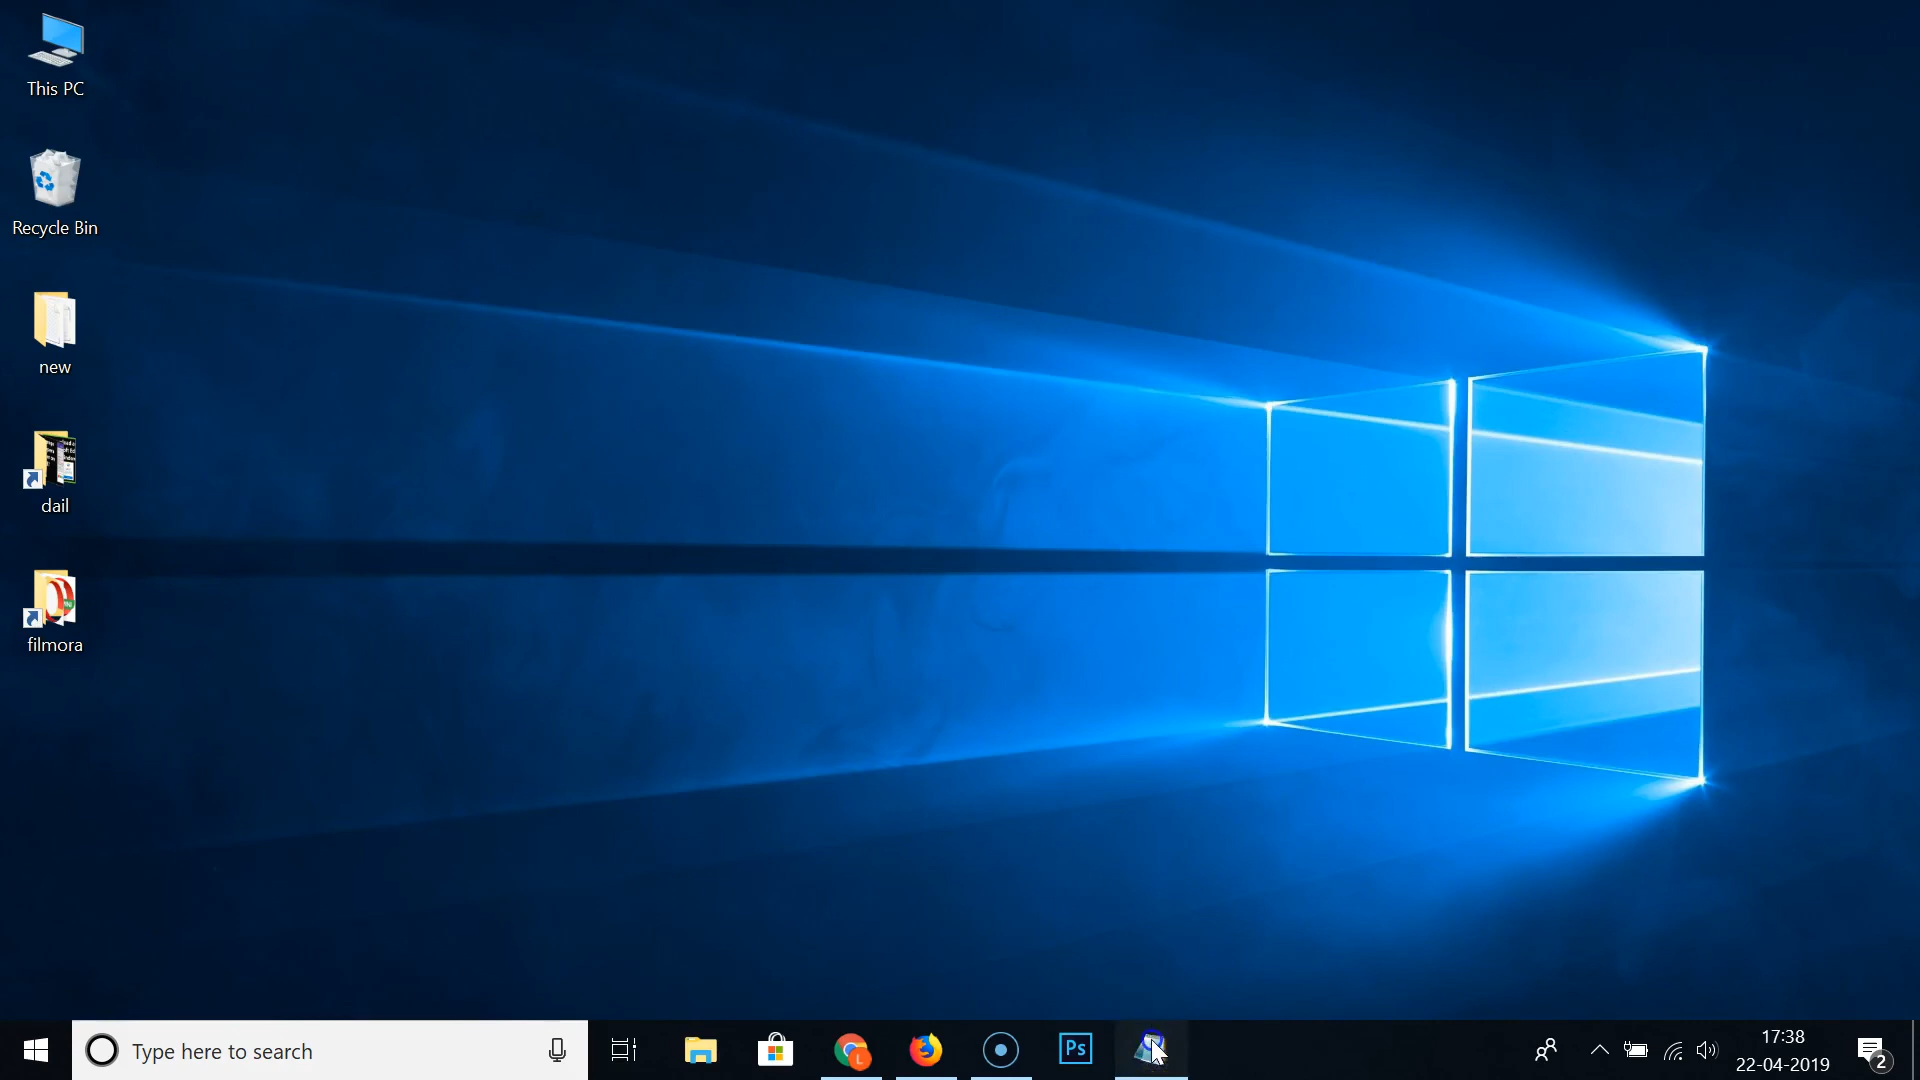 This PC
Recycle Bin
new
dail
filmora
Type here to search
L
Ps
17:38
22-04-2019
2